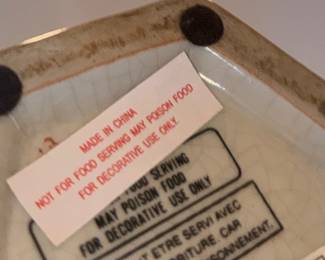 MADE IN CHINA
NOT FOR FOOD SERVING MAY POISON FOOD
FOR DECORATIVE USE ONLY.
FOOD SERVING
MAY POISON FOOD
FOR DECORATIVE USE ONLY
ETRE SERVI AVEC
CAR